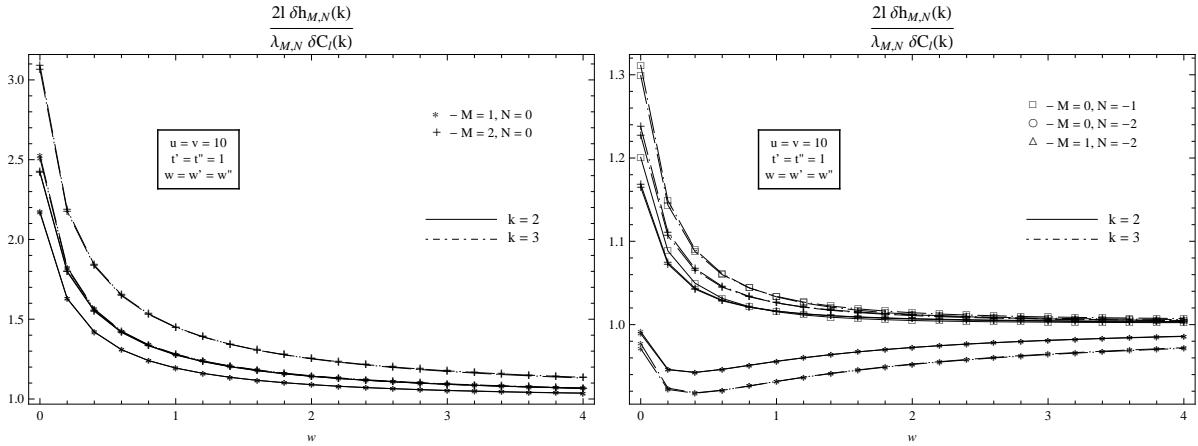 2l δh_{M,N}(k)
λ_{M,N} δC_l(k)
3.0
2.5
2.0
1.5
1.0
0 1 2 3 4
w
u = v = 10
t' = t'' = 1
w = w' = w''
* − M = 1, N = 0
+ − M = 2, N = 0
k = 2
k = 3
2l δh_{M,N}(k)
λ_{M,N} δC_l(k)
1.3
1.2
1.1
1.0
0 1 2 3 4
w
u = v = 10
t' = t'' = 1
w = w' = w''
□ − M = 0, N = −1
○ − M = 0, N = −2
△ − M = 1, N = −2
k = 2
k = 3